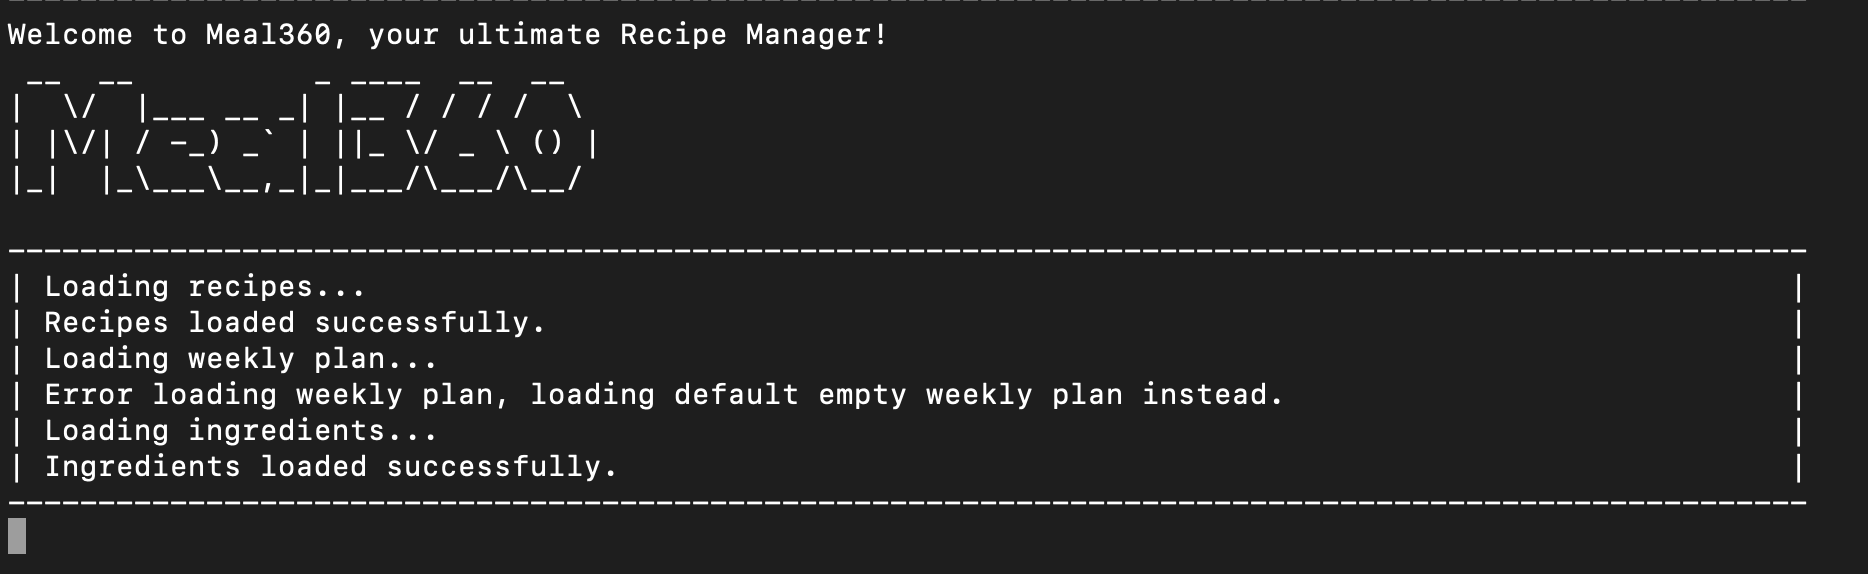 Welcome to Meal360, your ultimate Recipe Manager!
 __  __          _ ____  __  __
|  \/  |___ __ _| |__ / / / /  \
| |\/| / -_) _` | ||_ \/ _ \ () |
|_|  |_\___\__,_|_|___/\___/\__/
| Loading recipes... |
| Recipes loaded successfully. |
| Loading weekly plan... |
| Error loading weekly plan, loading default empty weekly plan instead. |
| Loading ingredients... |
| Ingredients loaded successfully. |